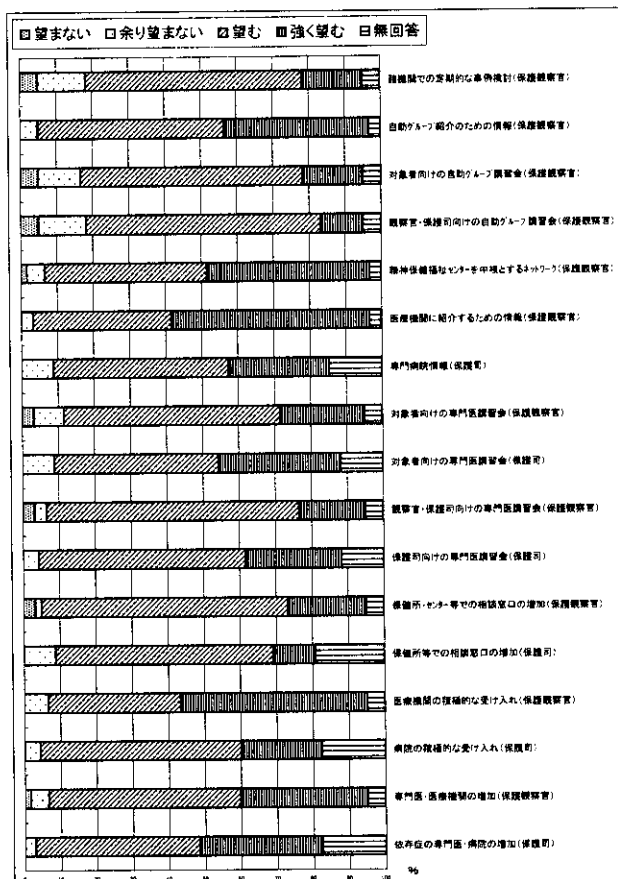 望まない 余り望まない 望む 強く望む 無回答
諸機関での定期的な事例検討(保護観察官)
自助グループ紹介のための情報(保護観察官)
対象者向けの自助グループ講習会(保護観察官)
観察官・保護司向けの自助グループ講習会(保護観察官)
精神保健福祉センターを中核とするネットワーク(保護観察官)
医療機関に紹介するための情報(保護観察官)
専門病院情報(保護司)
対象者向けの専門医講習会(保護観察官)
対象者向けの専門医講習会(保護司)
観察官・保護司向けの専門医講習会(保護観察官)
保護司向けの専門医講習会(保護司)
保健所・センター等での相談窓口の増加(保護観察官)
保健所等での相談窓口の増加(保護司)
医療機関の積極的な受け入れ(保護観察官)
病院の積極的な受け入れ(保護司)
専門医・医療機関の増加(保護観察官)
依存症の専門医・病院の増加(保護司)
%